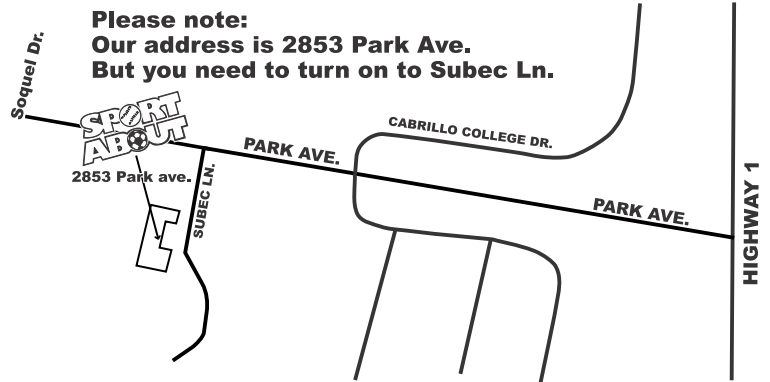 Please note:
Our address is 2853 Park Ave.
But you need to turn on to Subec Ln.
Soquel Dr.
SPORT
ABOUT
2853 Park ave.
SUBEC LN.
PARK AVE.
CABRILLO COLLEGE DR.
PARK AVE.
HIGHWAY 1